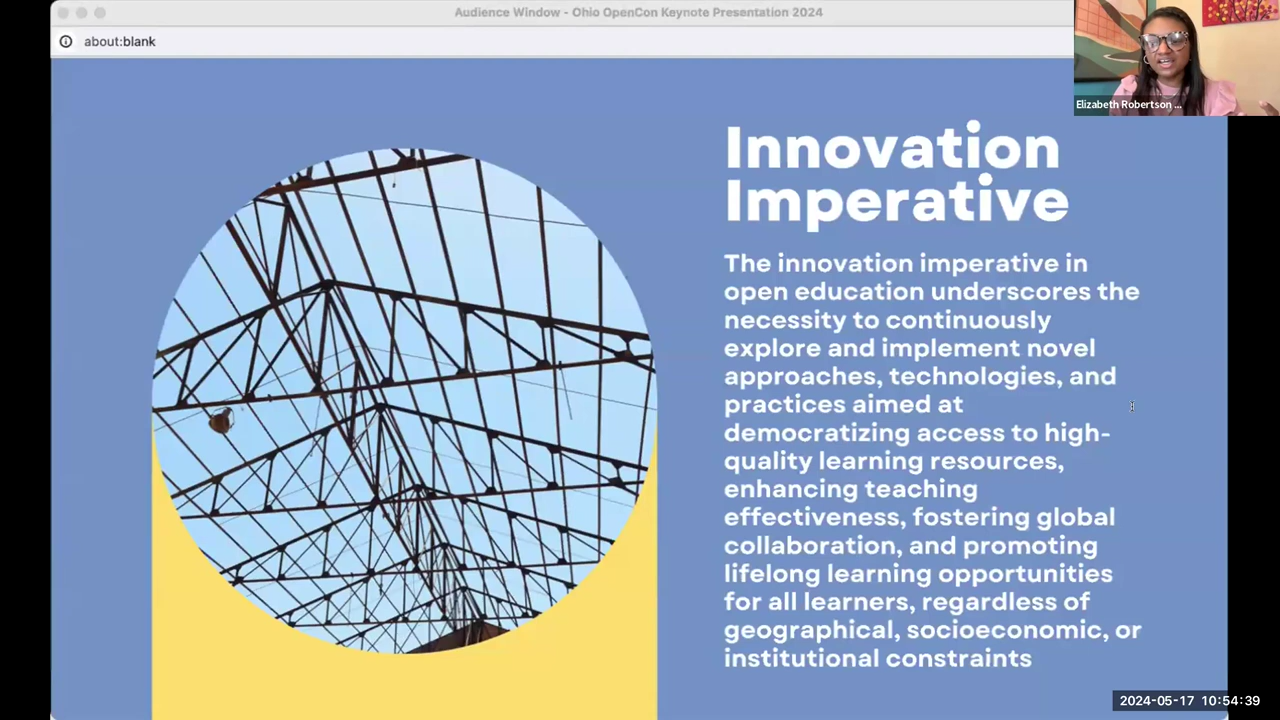 Audience Window - Ohio OpenCon Keynote Presentation 2024
about:blank
Elizabeth Robertson ...
Innovation
Imperative
The innovation imperative in
open education underscores the
necessity to continuously
explore and implement novel
approaches, technologies, and
practices aimed at
democratizing access to high-
quality learning resources,
enhancing teaching
effectiveness, fostering global
collaboration, and promoting
lifelong learning opportunities
for all learners, regardless of
geographical, socioeconomic, or
institutional constraints
2024-05-17 10:54:39